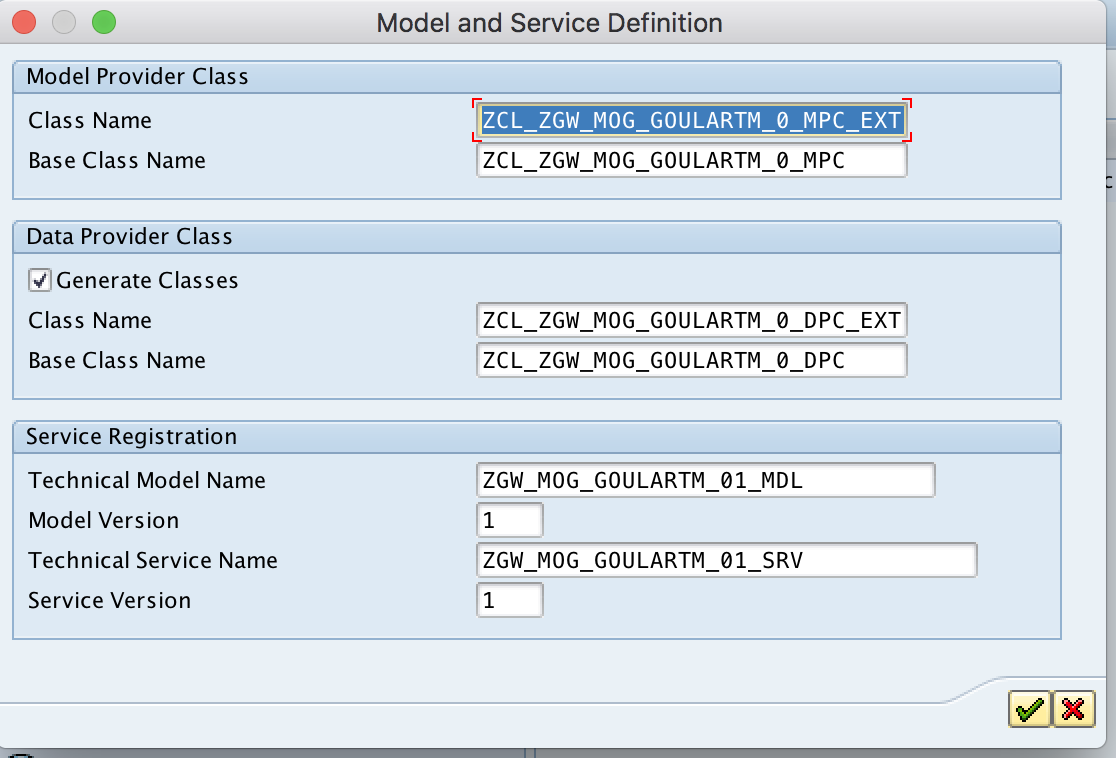 Model and Service Definition
Model Provider Class
Class Name ZCL_ZGW_MOG_GOULARTM_0_MPC_EXT
Base Class Name ZCL_ZGW_MOG_GOULARTM_0_MPC
Data Provider Class
Generate Classes
Class Name ZCL_ZGW_MOG_GOULARTM_0_DPC_EXT
Base Class Name ZCL_ZGW_MOG_GOULARTM_0_DPC
Service Registration
Technical Model Name ZGW_MOG_GOULARTM_01_MDL
Model Version 1
Technical Service Name ZGW_MOG_GOULARTM_01_SRV
Service Version 1